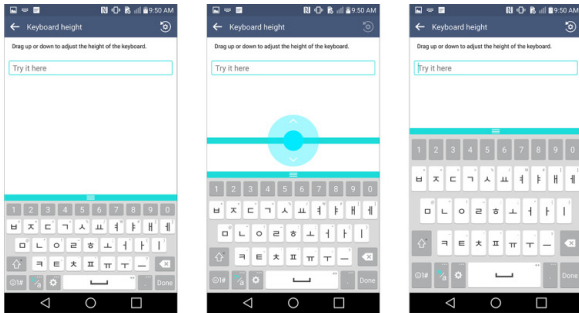 9:50 AM
Keyboard height
Drag up or down to adjust the height of the keyboard.
Try it here
1 2 3 4 5 6 7 8 9 0
ㅂ ㅈ ㄷ ㄱ ㅅ ㅛ ㅕ ㅑ ㅐ ㅔ
ㅁ ㄴ ㅇ ㄹ ㅎ ㅗ ㅓ ㅏ ㅣ
ㅋ ㅌ ㅊ ㅍ ㅠ ㅜ ㅡ
1# Done
9:50 AM
Keyboard height
Drag up or down to adjust the height of the keyboard.
Try it here
1 2 3 4 5 6 7 8 9 0
ㅂ ㅈ ㄷ ㄱ ㅅ ㅛ ㅕ ㅑ ㅐ ㅔ
ㅁ ㄴ ㅇ ㄹ ㅎ ㅗ ㅓ ㅏ ㅣ
ㅋ ㅌ ㅊ ㅍ ㅠ ㅜ ㅡ
1# Done
9:50 AM
Keyboard height
Drag up or down to adjust the height of the keyboard.
Try it here
1 2 3 4 5 6 7 8 9 0
ㅂ ㅈ ㄷ ㄱ ㅅ ㅛ ㅕ ㅑ ㅐ ㅔ
ㅁ ㄴ ㅇ ㄹ ㅎ ㅗ ㅓ ㅏ ㅣ
ㅋ ㅌ ㅊ ㅍ ㅠ ㅜ ㅡ
1# Done